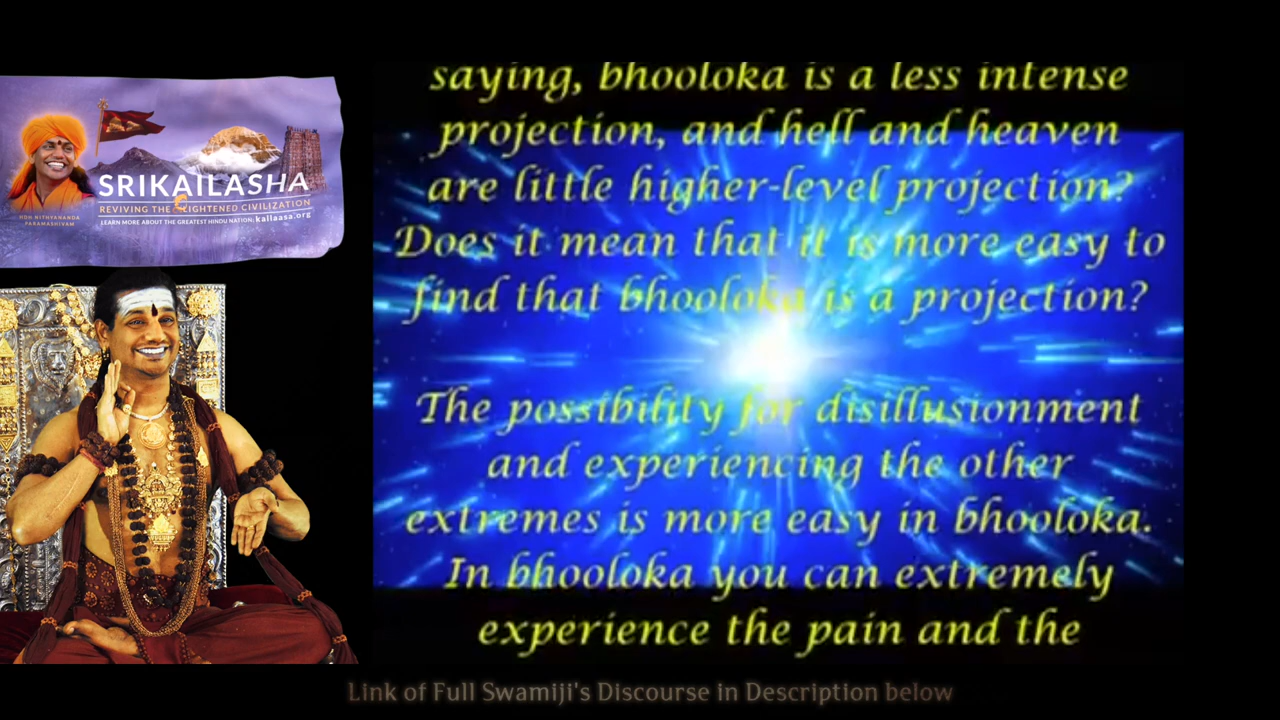 HDH NITHYANANDA
PARAMASHIVAM
SRIKAILASHA
REVIVING THE ENLIGHTENED CIVILIZATION
LEARN MORE ABOUT THE GREATEST HINDU NATION: kailaasa.org
saying, bhooloka is a less intense
projection, and hell and heaven
are little higher-level projection?
Does it mean that it is more easy to
find that bhooloka is a projection?
The possibility for disillusionment
and experiencing the other
extremes is more easy in bhooloka.
In bhooloka you can extremely
experience the pain and the
Link of Full Swamiji's Discourse in Description below